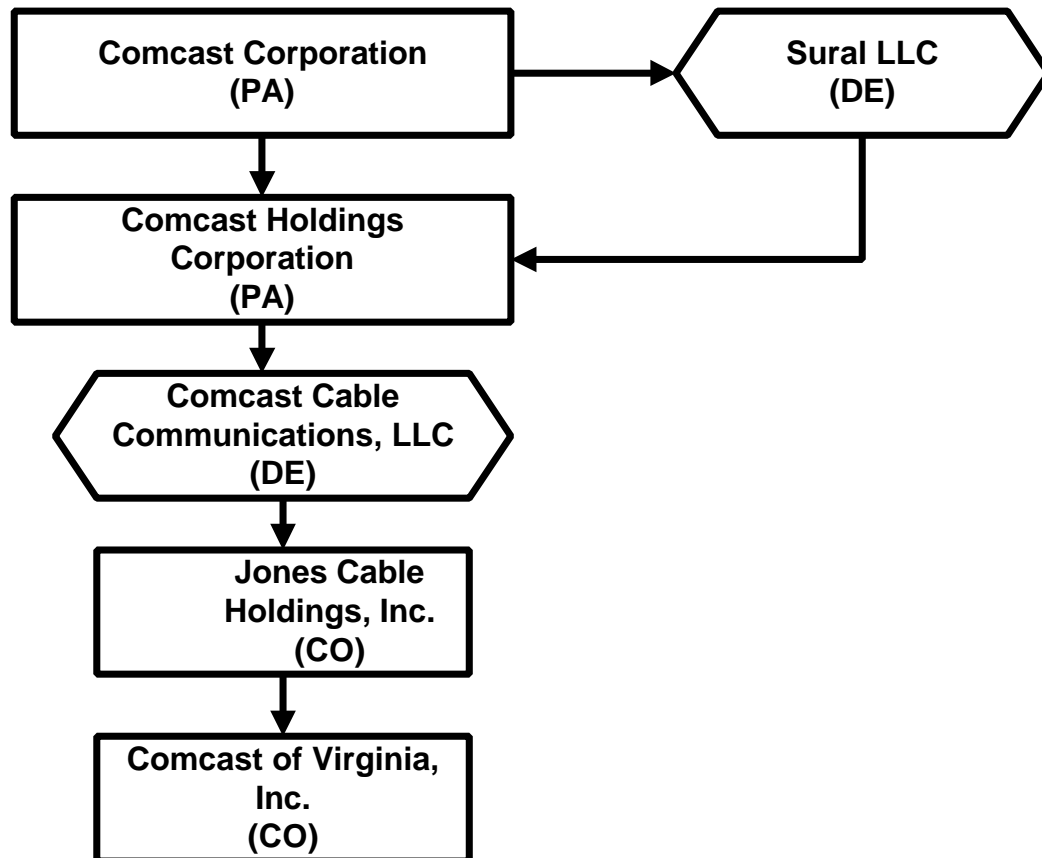 Comcast Corporation
(PA)
Sural LLC
(DE)
Comcast Holdings
Corporation
(PA)
Comcast Cable
Communications, LLC
(DE)
Jones Cable
Holdings, Inc.
(CO)
Comcast of Virginia,
Inc.
(CO)